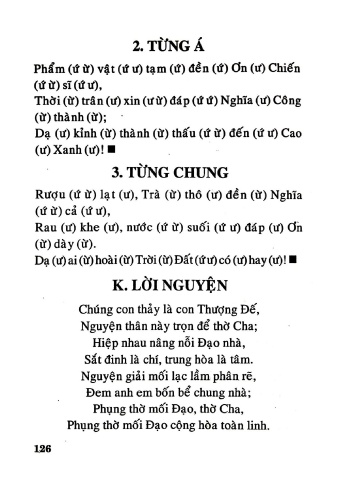 2. TỪNG Á
Phẩm (ứ ừ) vật (ứ ư) tạm (ứ) đền (ứ) Ơn (ư) Chiến
(ứ ừ) sĩ (ứ ư),
Thời (ừ) trân (ư) xin (ư ừ) đáp (ứ ứ) Nghĩa (ư) Công
(ừ) thành (ừ);
Dạ (ư) kỉnh (ừ) thành (ừ) thấu (ứ ừ) đến (ứ ư) Cao
(ư) Xanh (ư)! ■
3. TỪNG CHUNG
Rượu (ứ ừ) lạt (ư), Trà (ừ) thô (ư) đền (ừ) Nghĩa
(ứ ừ) cả (ứ ư),
Rau (ư) khe (ư), nước (ứ ừ) suối (ứ ư) đáp (ư) Ơn
(ừ) dày (ừ).
Dạ (ư) ai (ừ) hoài (ừ) Trời (ừ) Đất (ứ ư) có (ư) hay (ư)! ■
K. LỜI NGUYỆN
Chúng con thảy là con Thượng Đế,
Nguyện thân này trọn để thờ Cha;
Hiệp nhau nâng nỗi Đạo nhà,
Sắt đinh là chí, trung hòa là tâm.
Nguyện giải mối lạc lầm phân rẽ,
Đem anh em bốn bể chung nhà;
Phụng thờ mối Đạo, thờ Cha,
Phụng thờ mối Đạo cộng hòa toàn linh.
126